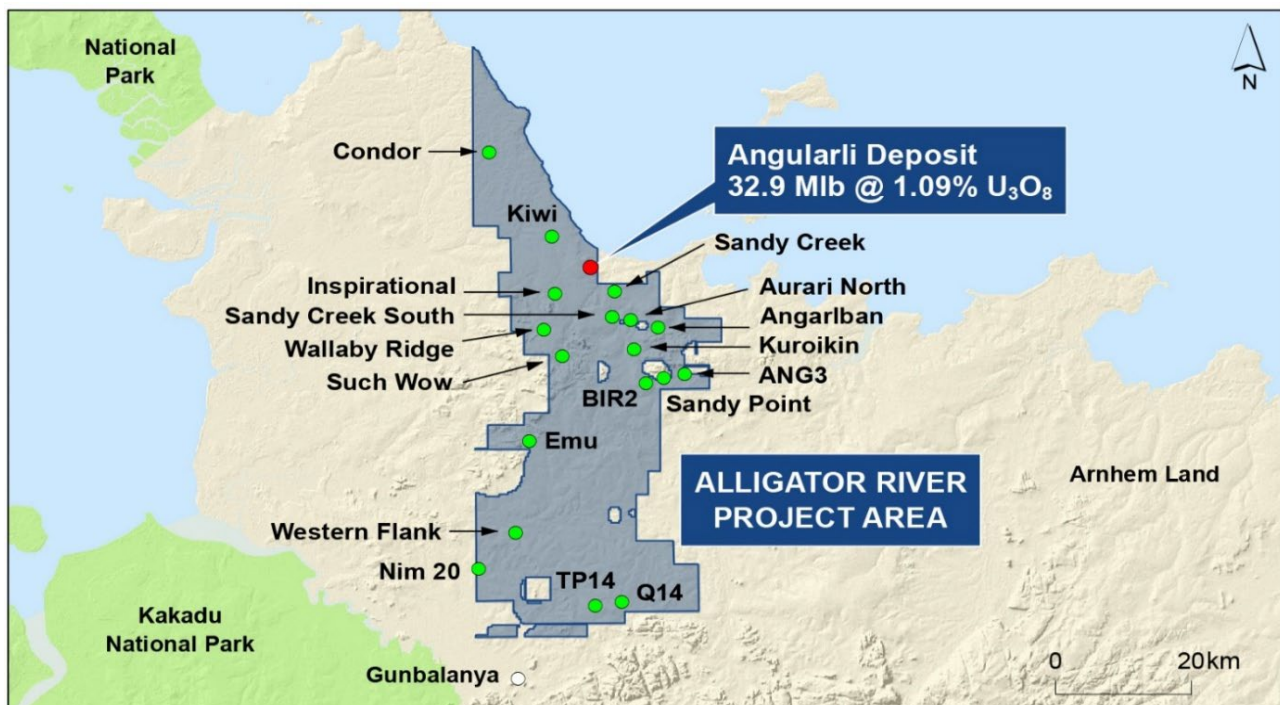 National
Park
N
Condor
Angularli Deposit
32.9 Mlb @ 1.09% U₃O₈
Kiwi
Sandy Creek
Inspirational
Aurari North
Sandy Creek South
Angarlban
Wallaby Ridge
Kuroikin
Such Wow
ANG3
BIR2
Sandy Point
Emu
ALLIGATOR RIVER
PROJECT AREA
Arnhem Land
Western Flank
Nim 20
TP14
Q14
Kakadu
National Park
Gunbalanya
0 20km